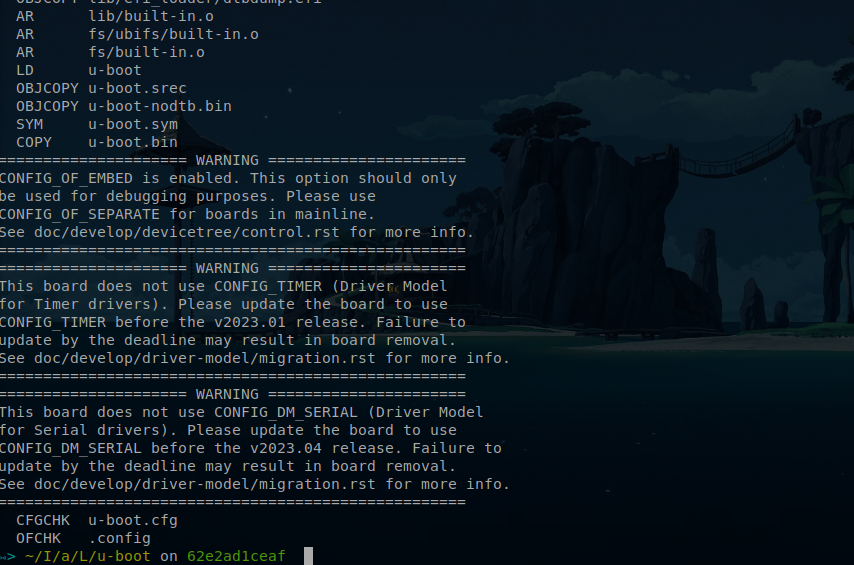 OBJCOPY lib/efi_loader/dtbdump.efi
AR lib/built-in.o
AR fs/ubifs/built-in.o
AR fs/built-in.o
LD u-boot
OBJCOPY u-boot.srec
OBJCOPY u-boot-nodtb.bin
SYM u-boot.sym
COPY u-boot.bin
===================== WARNING ======================
CONFIG_OF_EMBED is enabled. This option should only
be used for debugging purposes. Please use
CONFIG_OF_SEPARATE for boards in mainline.
See doc/develop/devicetree/control.rst for more info.
====================================================
===================== WARNING ======================
This board does not use CONFIG_TIMER (Driver Model
for Timer drivers). Please update the board to use
CONFIG_TIMER before the v2023.01 release. Failure to
update by the deadline may result in board removal.
See doc/develop/driver-model/migration.rst for more info.
====================================================
===================== WARNING ======================
This board does not use CONFIG_DM_SERIAL (Driver Model
for Serial drivers). Please update the board to use
CONFIG_DM_SERIAL before the v2023.04 release. Failure to
update by the deadline may result in board removal.
See doc/develop/driver-model/migration.rst for more info.
====================================================
CFGCHK u-boot.cfg
OFCHK .config
> ~/I/a/L/u-boot on 62e2ad1ceaf